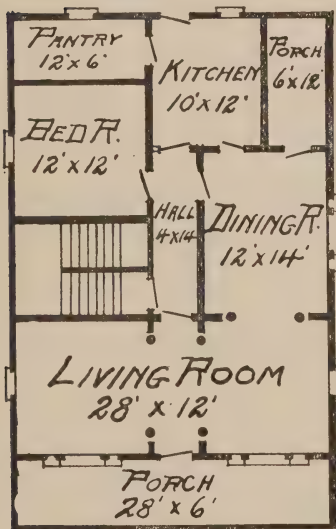 PANTRY
12' x 6'
KITCHEN
10' x 12'
PORCH
6' x 12'
BED R.
12' x 12'
HALL
4 x 14
DINING R.
12' x 14'
LIVING ROOM
28' x 12'
PORCH
28' x 6'